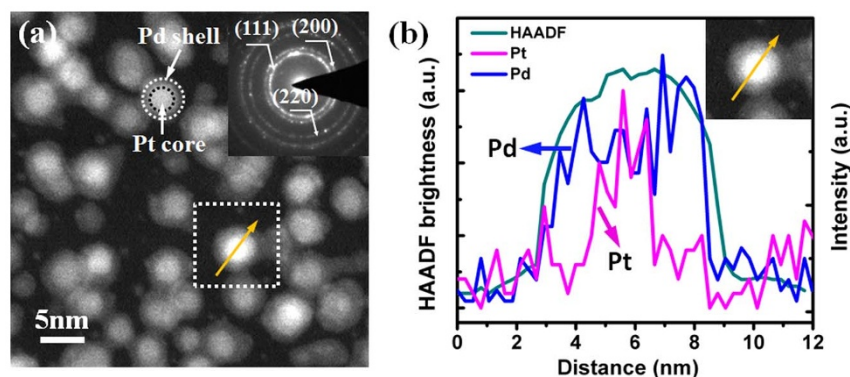 (a)
Pd shell
Pt core
(111)
(200)
(220)
5nm
(b)
HAADF
Pt
Pd
Pd
Pt
HAADF brightness (a.u.)
Intensity (a.u.)
0 2 4 6 8 10 12
Distance (nm)